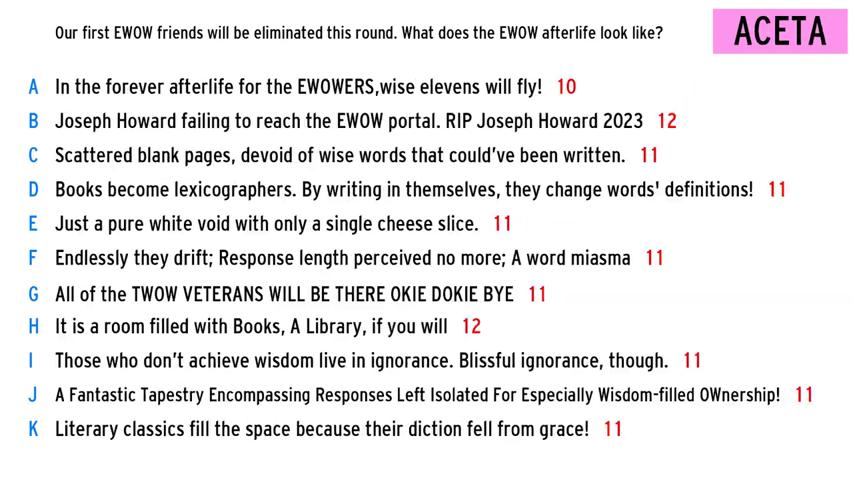 Our first EWOW friends will be eliminated this round. What does the EWOW afterlife look like?
ACETA
A In the forever afterlife for the EWOWERS,wise elevens will fly! 10
B Joseph Howard failing to reach the EWOW portal. RIP Joseph Howard 2023 12
C Scattered blank pages, devoid of wise words that could've been written. 11
D Books become lexicographers. By writing in themselves, they change words' definitions! 11
E Just a pure white void with only a single cheese slice. 11
F Endlessly they drift; Response length perceived no more; A word miasma 11
G All of the TWOW VETERANS WILL BE THERE OKIE DOKIE BYE 11
H It is a room filled with Books, A Library, if you will 12
I Those who don't achieve wisdom live in ignorance. Blissful ignorance, though. 11
J A Fantastic Tapestry Encompassing Responses Left Isolated For Especially Wisdom-filled OWnership! 11
K Literary classics fill the space because their diction fell from grace! 11